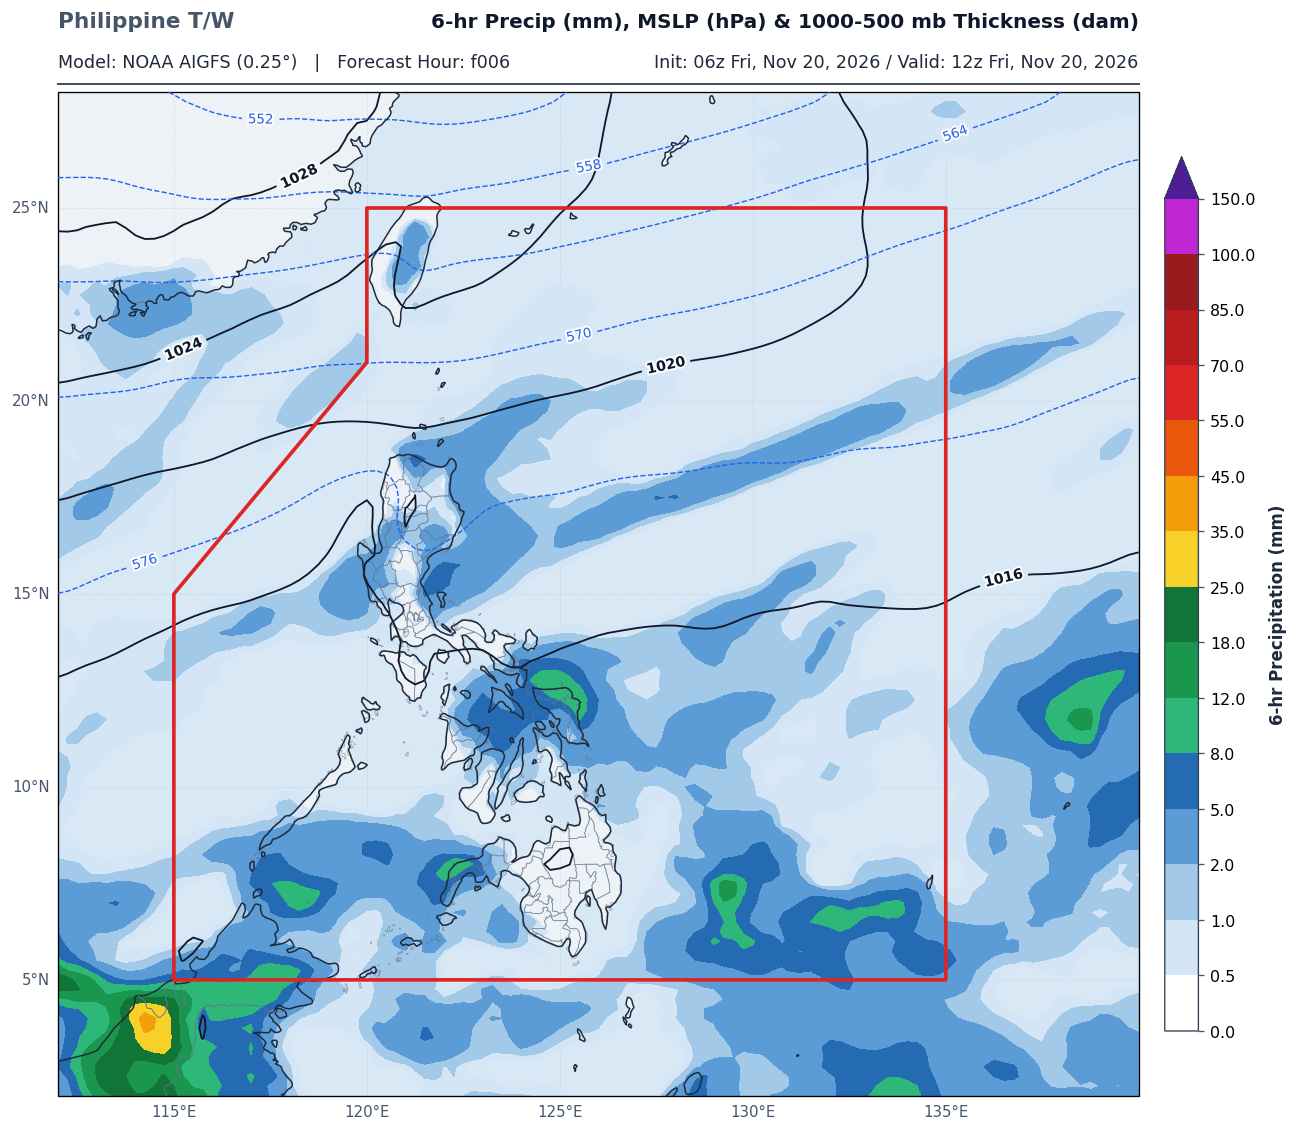 Philippine T/W
6-hr Precip (mm), MSLP (hPa) & 1000-500 mb Thickness (dam)
Model: NOAA AIGFS (0.25°) | Forecast Hour: f006
Init: 06z Fri, Nov 20, 2026 / Valid: 12z Fri, Nov 20, 2026
552
1028
558
564
25°N
570
1024
1020
20°N
576
15°N
1016
10°N
5°N
115°E
120°E
125°E
130°E
135°E
150.0
100.0
85.0
70.0
55.0
45.0
35.0
25.0
18.0
12.0
8.0
5.0
2.0
1.0
0.5
0.0
6-hr Precipitation (mm)